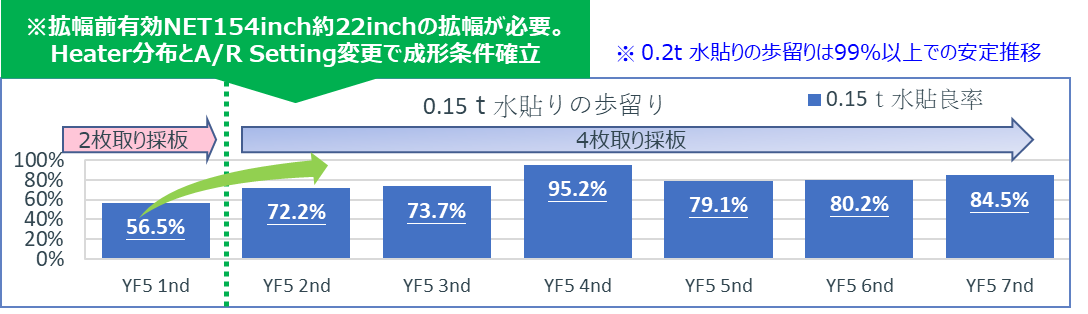 ※拡幅前有効NET154inch約22inchの拡幅が必要。
Heater分布とA/R Setting変更で成形条件確立
※ 0.2t 水貼りの歩留りは99%以上での安定推移
0.15ｔ水貼りの歩留り
0.15ｔ水貼良率
2枚取り採板
4枚取り採板
100%
80%
60%
40%
20%
0%
56.5%
72.2%
73.7%
95.2%
79.1%
80.2%
84.5%
YF5 1nd
YF5 2nd
YF5 3nd
YF5 4nd
YF5 5nd
YF5 6nd
YF5 7nd